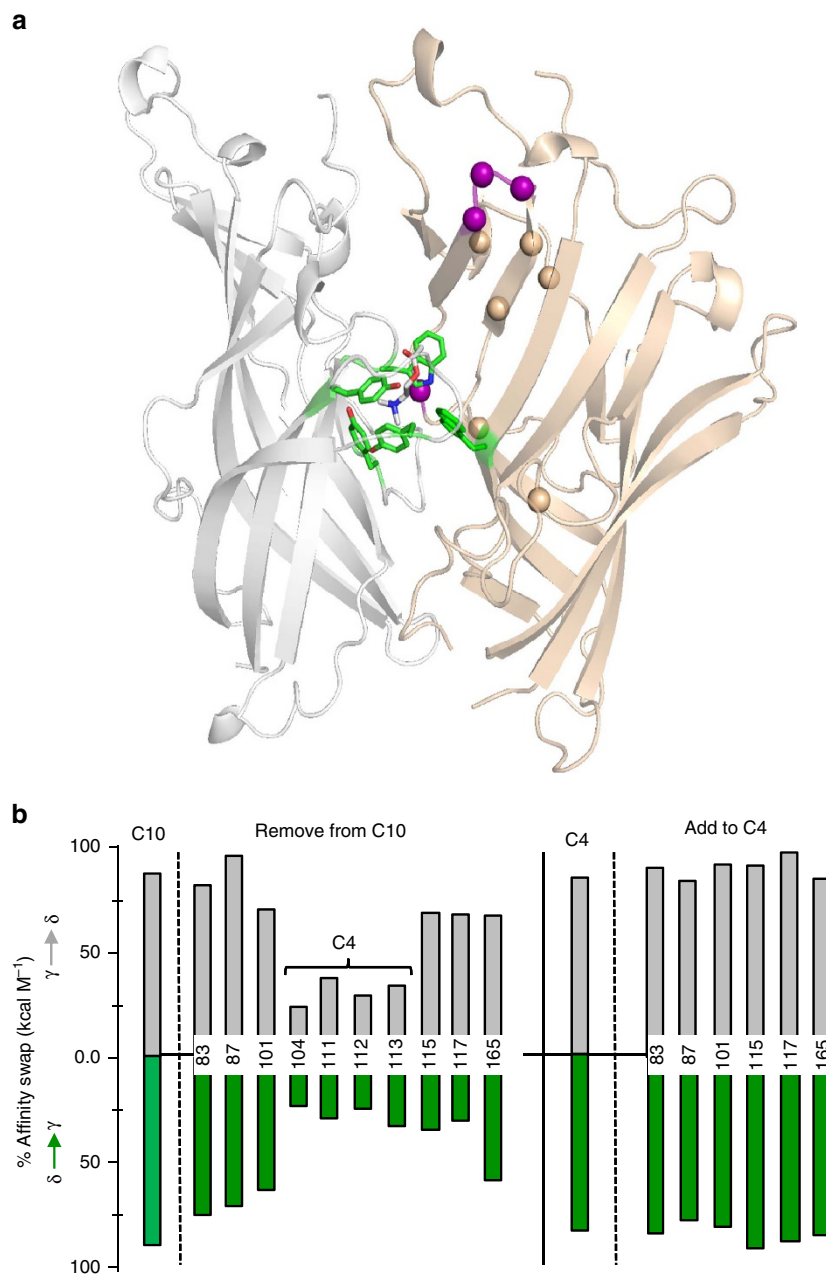 a
b
C10
Remove from C10
C4
Add to C4
100
50
0.0
50
100
% Affinity swap (kcal M⁻¹)
γ → δ
δ → γ
C4
83
87
101
104
111
112
113
115
117
165
83
87
101
115
117
165